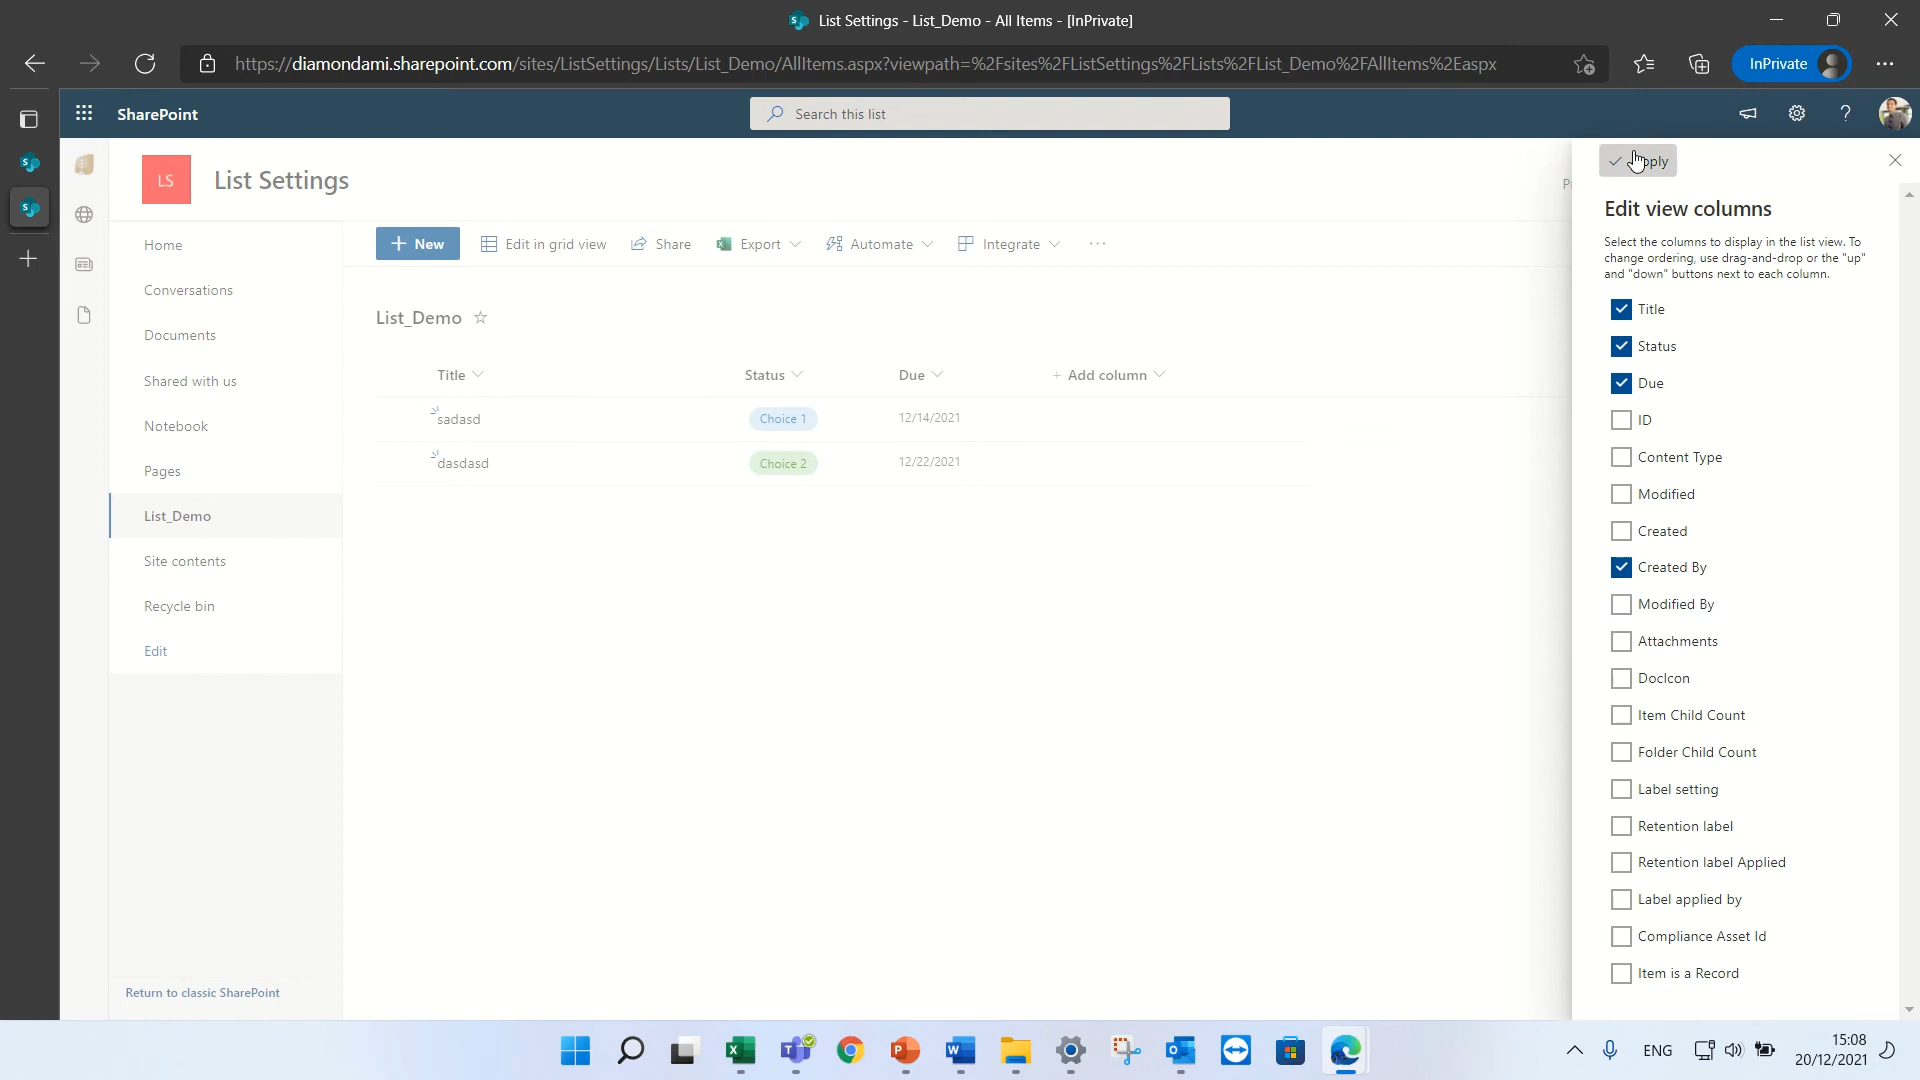 List Settings - List_Demo - All Items - [InPrivate]
https://diamondami.sharepoint.com/sites/ListSettings/Lists/List_Demo/AllItems.aspx?viewpath=%2Fsites%2FListSettings%2FLists%2FList_Demo%2FAllItems%2Easpx
InPrivate
SharePoint
Search this list
LS
List Settings
Home
Conversations
Documents
Shared with us
Notebook
Pages
List_Demo
Site contents
Recycle bin
Edit
Return to classic SharePoint
New
Edit in grid view
Share
Export
Automate
Integrate
List_Demo
Title
Status
Due
+ Add column
sadasd
Choice 1
12/14/2021
dasdasd
Choice 2
12/22/2021
Edit view columns
Select the columns to display in the list view. To
change ordering, use drag-and-drop or the "up"
and "down" buttons next to each column.
Title
Status
Due
ID
Content Type
Modified
Created
Created By
Modified By
Attachments
DocIcon
Item Child Count
Folder Child Count
Label setting
Retention label
Retention label Applied
Label applied by
Compliance Asset Id
Item is a Record
ENG
15:08
20/12/2021